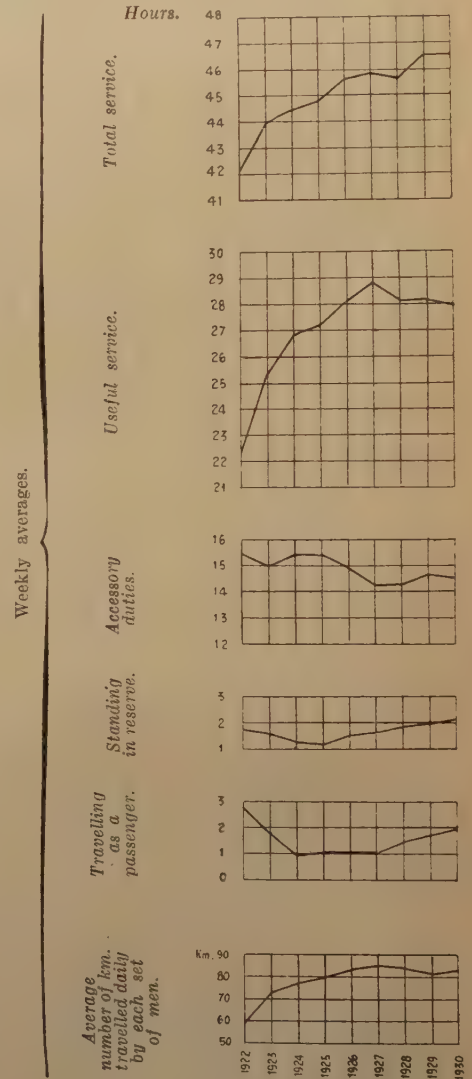 Weekly averages.
Hours.
Total service.
48
47
46
45
44
43
42
41
Useful service.
30
29
28
27
26
25
24
23
22
21
Accessory
duties.
16
15
14
13
12
Standing
in reserve.
3
2
1
Travelling
as a
passenger.
3
2
1
0
Average
number of km.
travelled daily
by each set
of men.
Km. 90
80
70
60
50
1922
1923
1924
1925
1926
1927
1928
1929
1930